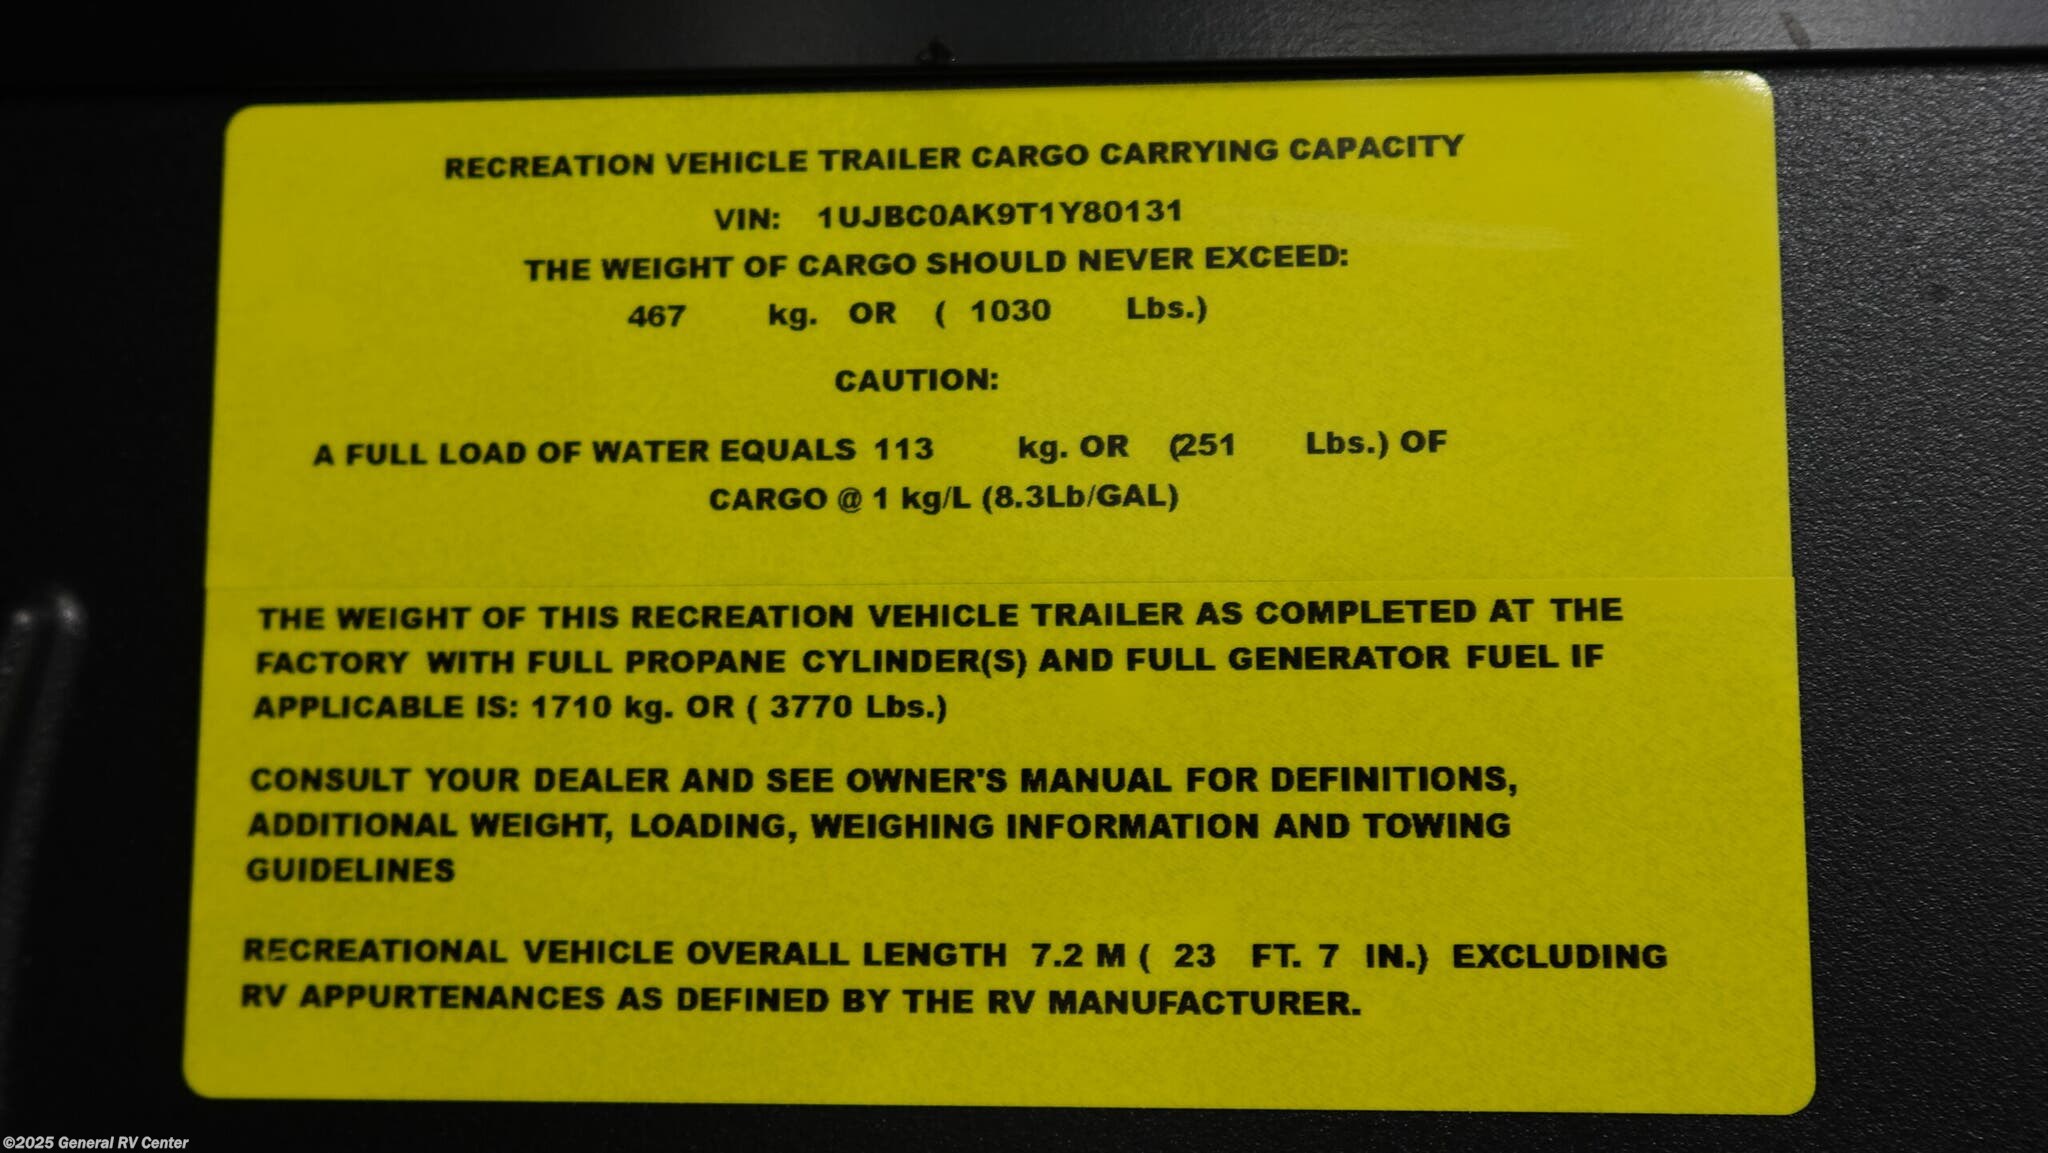 RECREATION VEHICLE TRAILER CARGO CARRYING CAPACITY
VIN: 1UJBC0AK9T1Y80131
THE WEIGHT OF CARGO SHOULD NEVER EXCEED:
467 kg. OR ( 1030 Lbs.)
CAUTION:
A FULL LOAD OF WATER EQUALS 113 kg. OR (251 Lbs.) OF
CARGO @ 1 kg/L (8.3Lb/GAL)
THE WEIGHT OF THIS RECREATION VEHICLE TRAILER AS COMPLETED AT THE
FACTORY WITH FULL PROPANE CYLINDER(S) AND FULL GENERATOR FUEL IF
APPLICABLE IS: 1710 kg. OR ( 3770 Lbs.)
CONSULT YOUR DEALER AND SEE OWNER'S MANUAL FOR DEFINITIONS,
ADDITIONAL WEIGHT, LOADING, WEIGHING INFORMATION AND TOWING
GUIDELINES
RECREATIONAL VEHICLE OVERALL LENGTH 7.2 M ( 23 FT. 7 IN.) EXCLUDING
RV APPURTENANCES AS DEFINED BY THE RV MANUFACTURER.
©2025 General RV Center